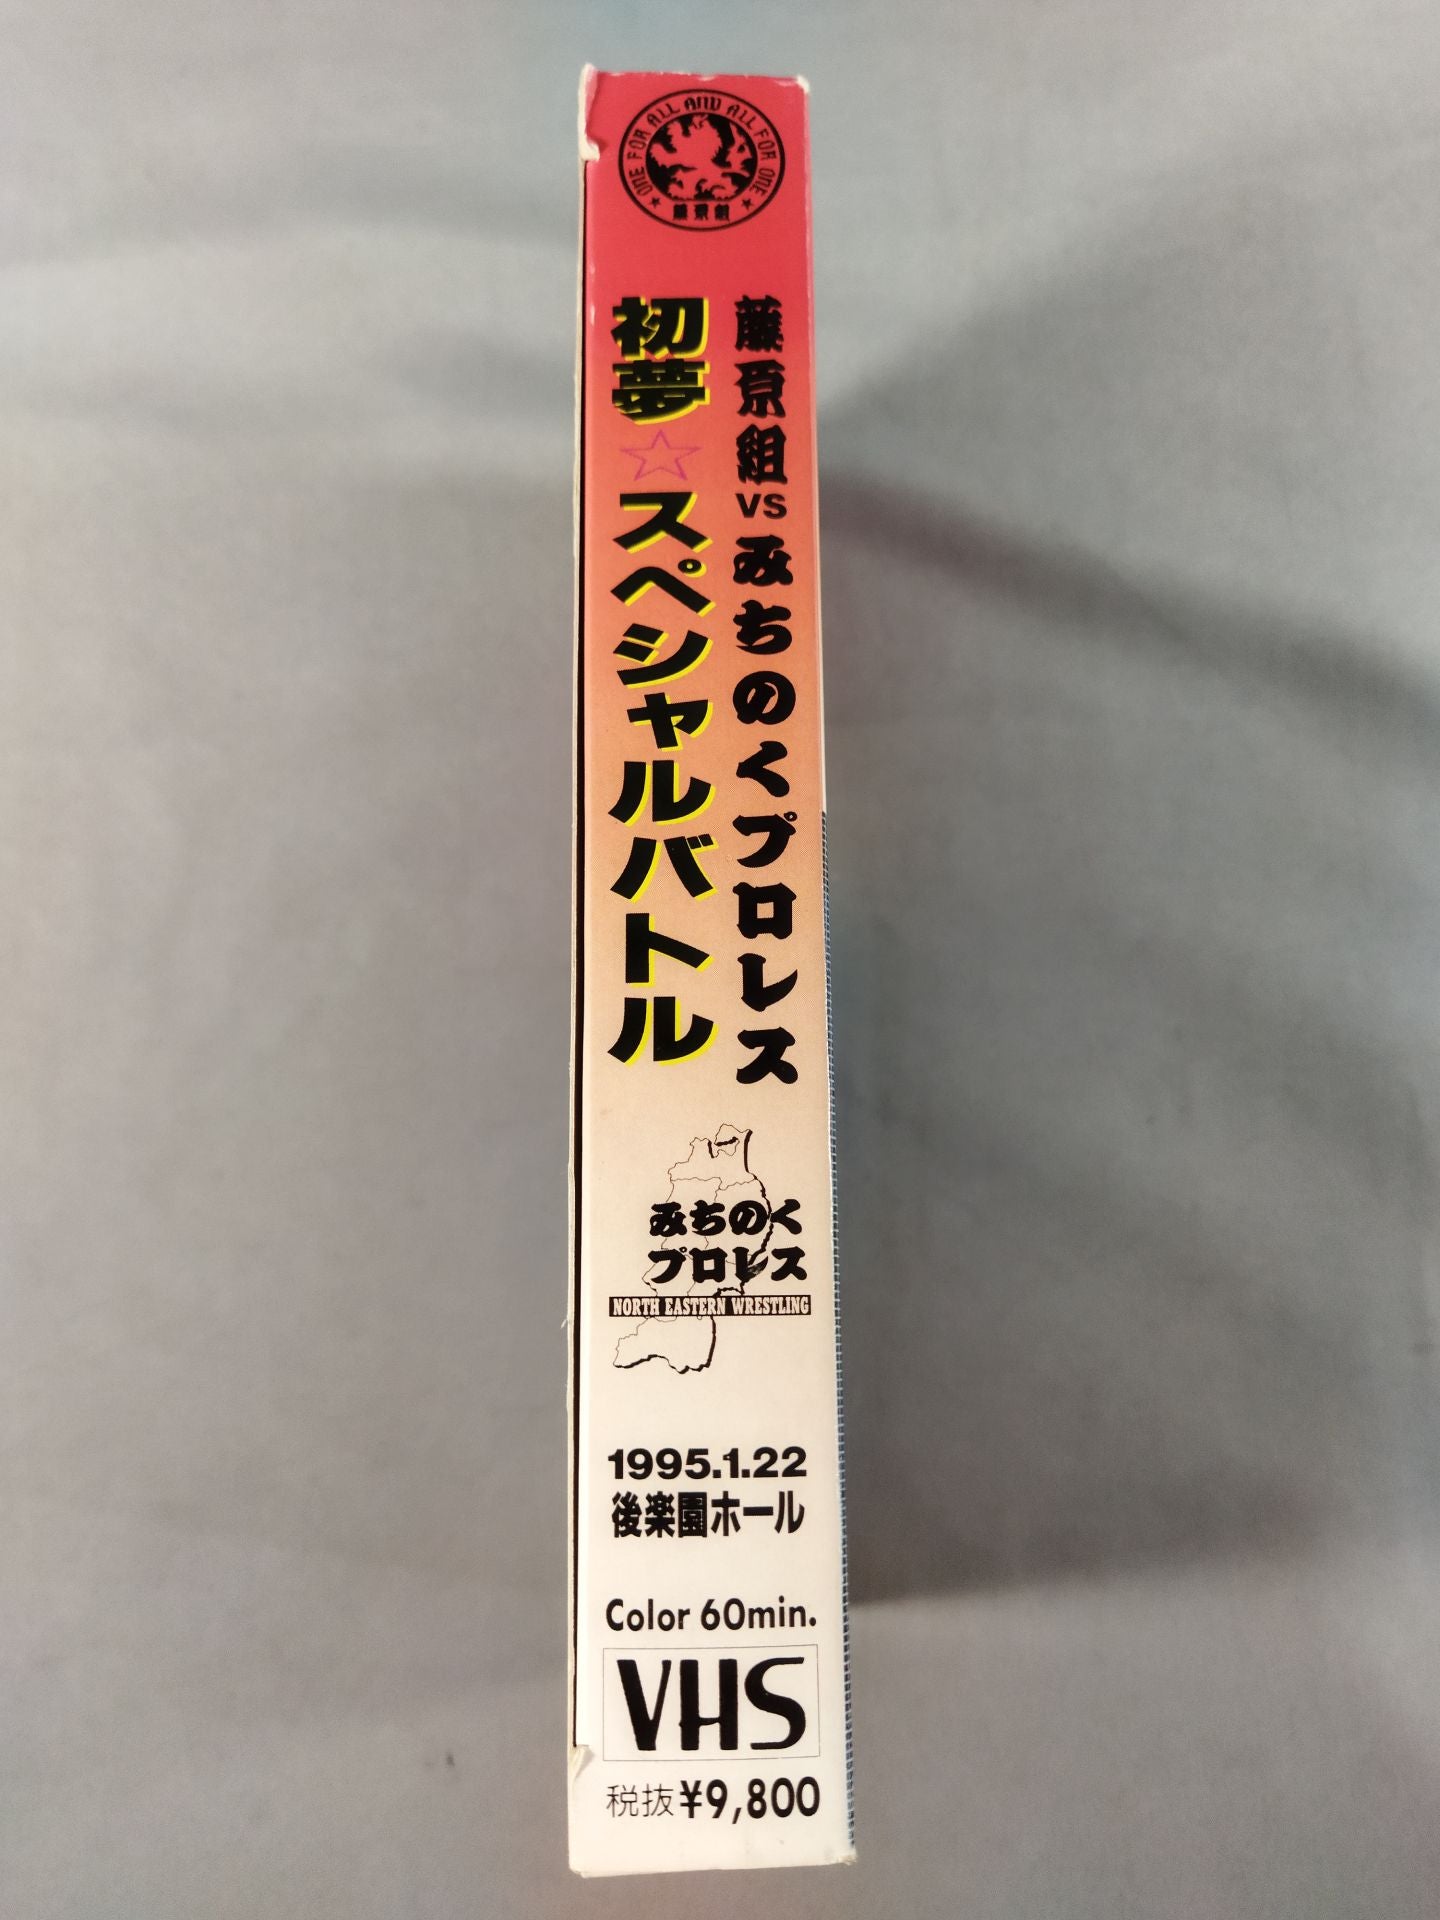 ★ ONE FOR ALL AND ALL FOR ONE ★
藤原組
藤原組VSみちのくプロレス
初夢☆スペシャルバトル
みちのく
プロレス
NORTH EASTERN WRESTLING
1995.1.22
後楽園ホール
Color 60min.
VHS
税抜¥9,800